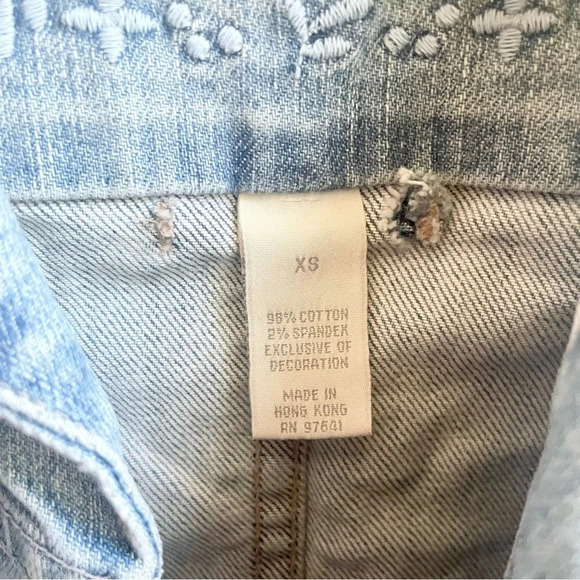 XS
98% COTTON
2% SPANDEX
EXCLUSIVE OF
DECORATION
MADE IN
HONG KONG
RN 97641